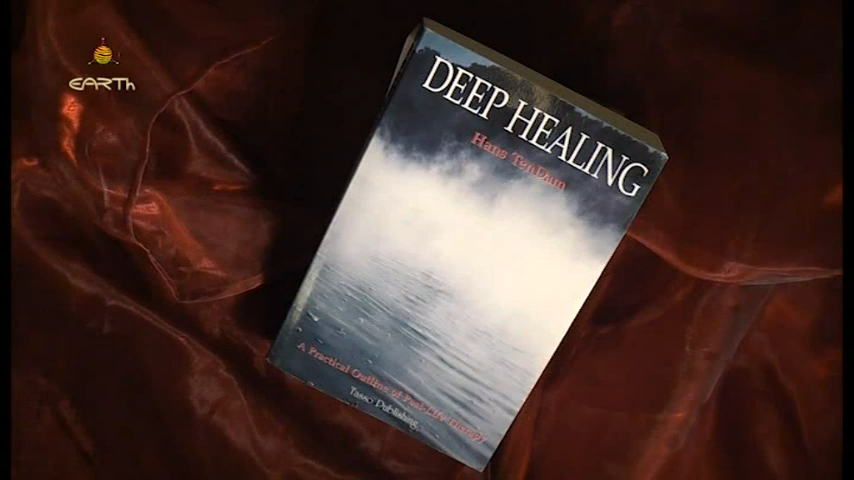 EARTh
DEEP HEALING
Hans TenDam
A Practical Outline of Past-Life Therapy
Tasso Publishing